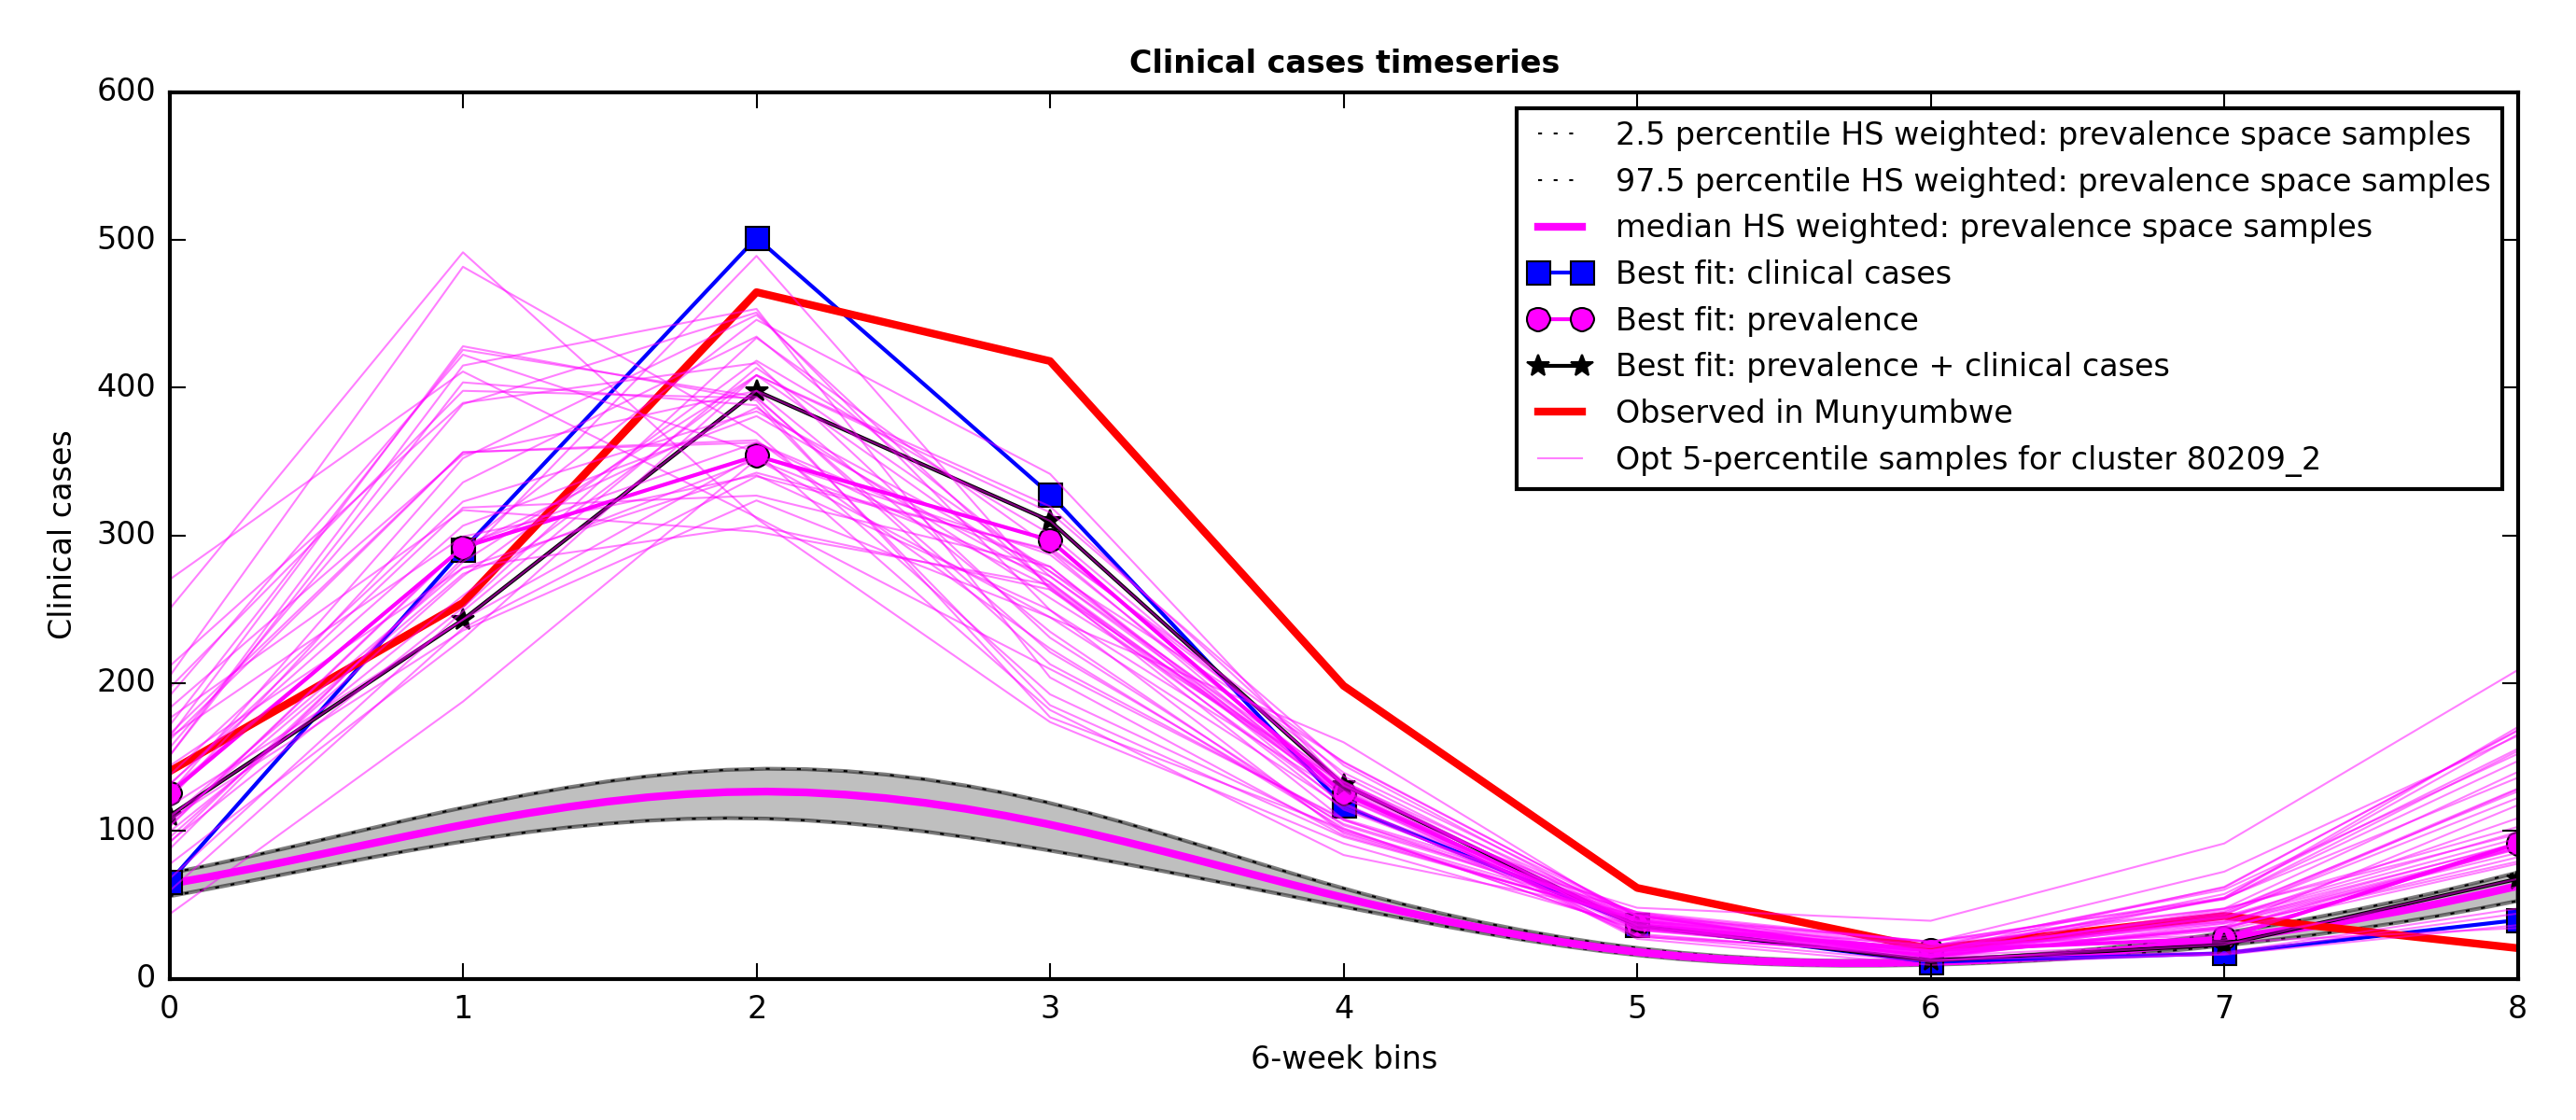 Clinical cases timeseries
600
500
400
300
200
100
0
Clinical cases
2.5 percentile HS weighted: prevalence space samples
97.5 percentile HS weighted: prevalence space samples
median HS weighted: prevalence space samples
Best fit: clinical cases
Best fit: prevalence
Best fit: prevalence + clinical cases
Observed in Munyumbwe
Opt 5-percentile samples for cluster 80209_2
0 1 2 3 4 5 6 7 8
6-week bins